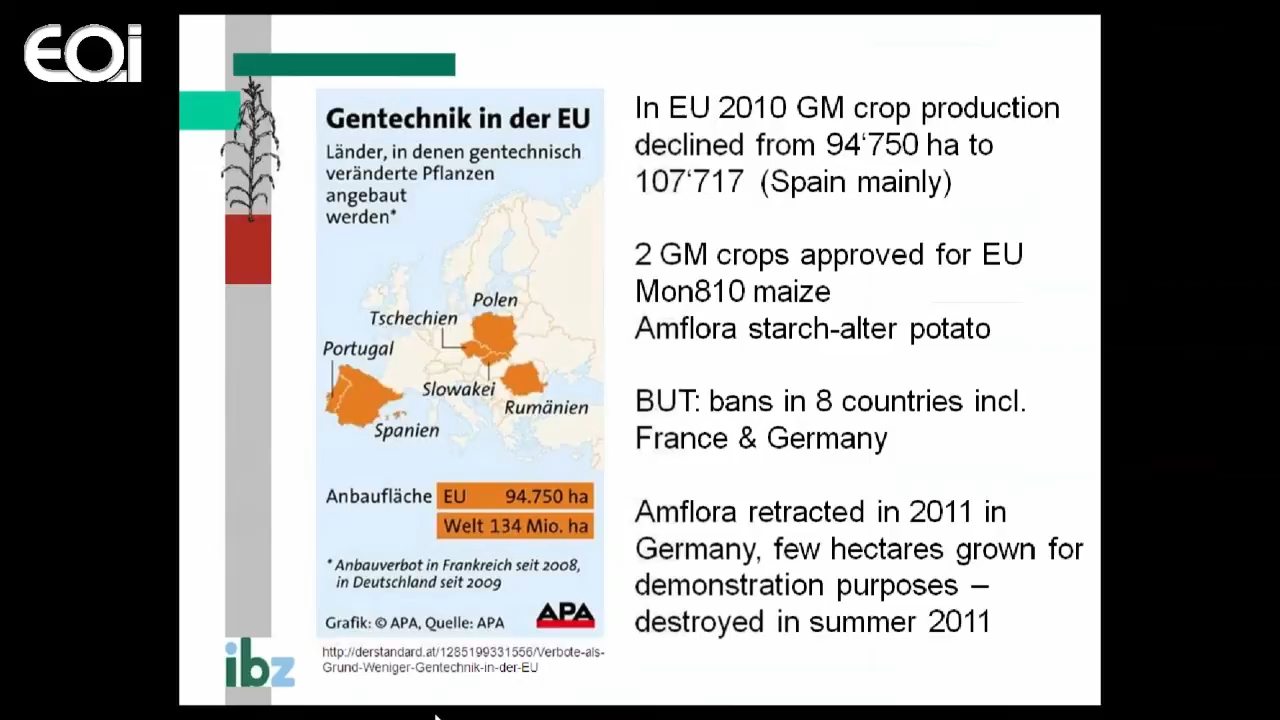 EOi
Gentechnik in der EU
Länder, in denen gentechnisch
veränderte Pflanzen
angebaut
werden*
Polen
Tschechien
Portugal
Slowakei
Rumänien
Spanien
Anbaufläche EU 94.750 ha
Welt 134 Mio. ha
* Anbauverbot in Frankreich seit 2008,
in Deutschland seit 2009
Grafik: © APA, Quelle: APA
APA
http://derstandard.at/1285199331556/Verbote-als-
Grund-Weniger-Gentechnik-in-der-EU
ibz
In EU 2010 GM crop production
declined from 94‘750 ha to
107‘717 (Spain mainly)
2 GM crops approved for EU
Mon810 maize
Amflora starch-alter potato
BUT: bans in 8 countries incl.
France & Germany
Amflora retracted in 2011 in
Germany, few hectares grown for
demonstration purposes –
destroyed in summer 2011